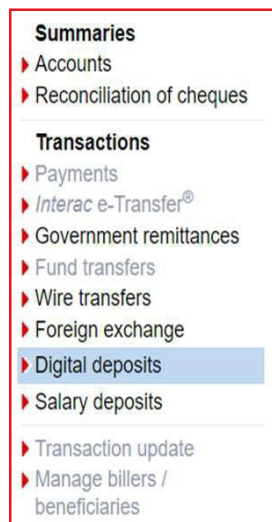 Summaries
Accounts
Reconciliation of cheques
Transactions
Payments
Interac e-Transfer®
Government remittances
Fund transfers
Wire transfers
Foreign exchange
Digital deposits
Salary deposits
Transaction update
Manage billers /
beneficiaries